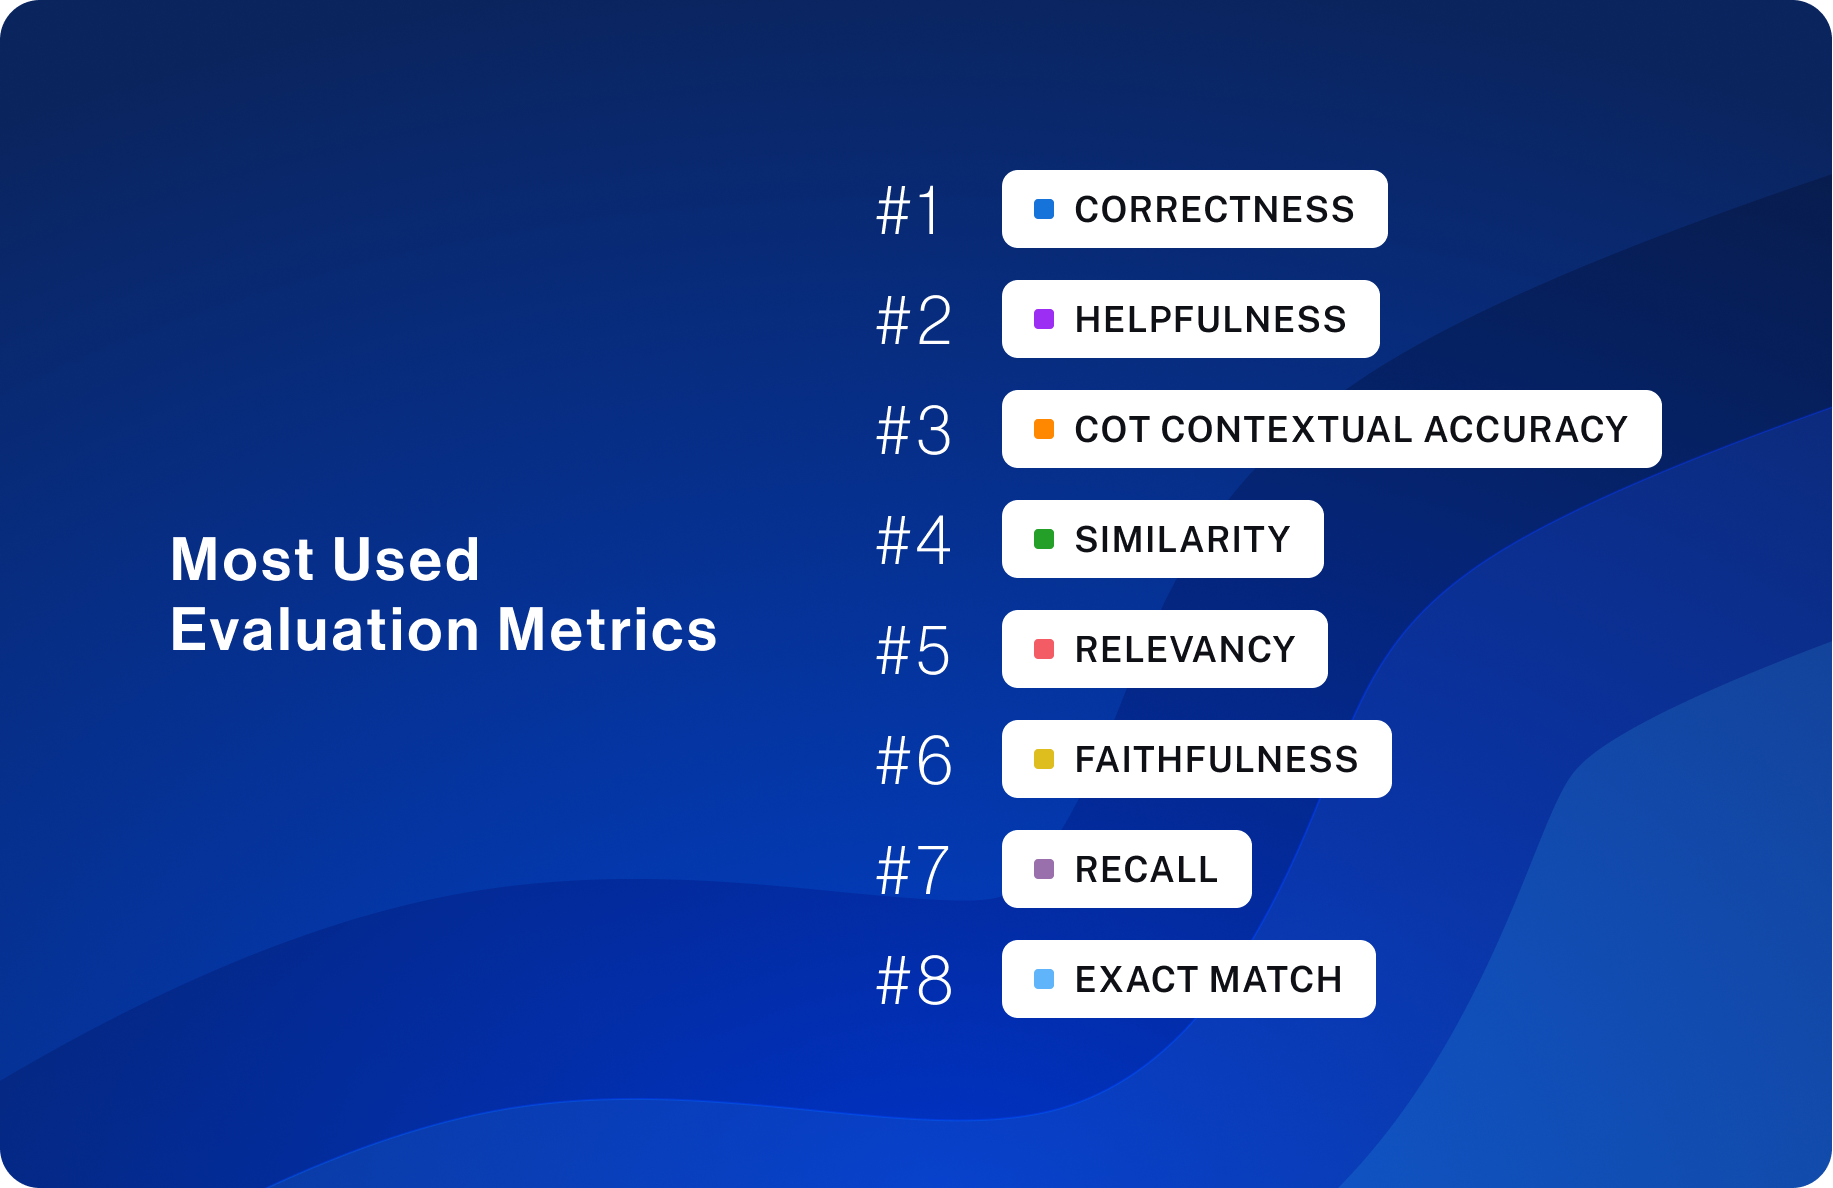 Most Used
Evaluation Metrics
#1 CORRECTNESS
#2 HELPFULNESS
#3 COT CONTEXTUAL ACCURACY
#4 SIMILARITY
#5 RELEVANCY
#6 FAITHFULNESS
#7 RECALL
#8 EXACT MATCH